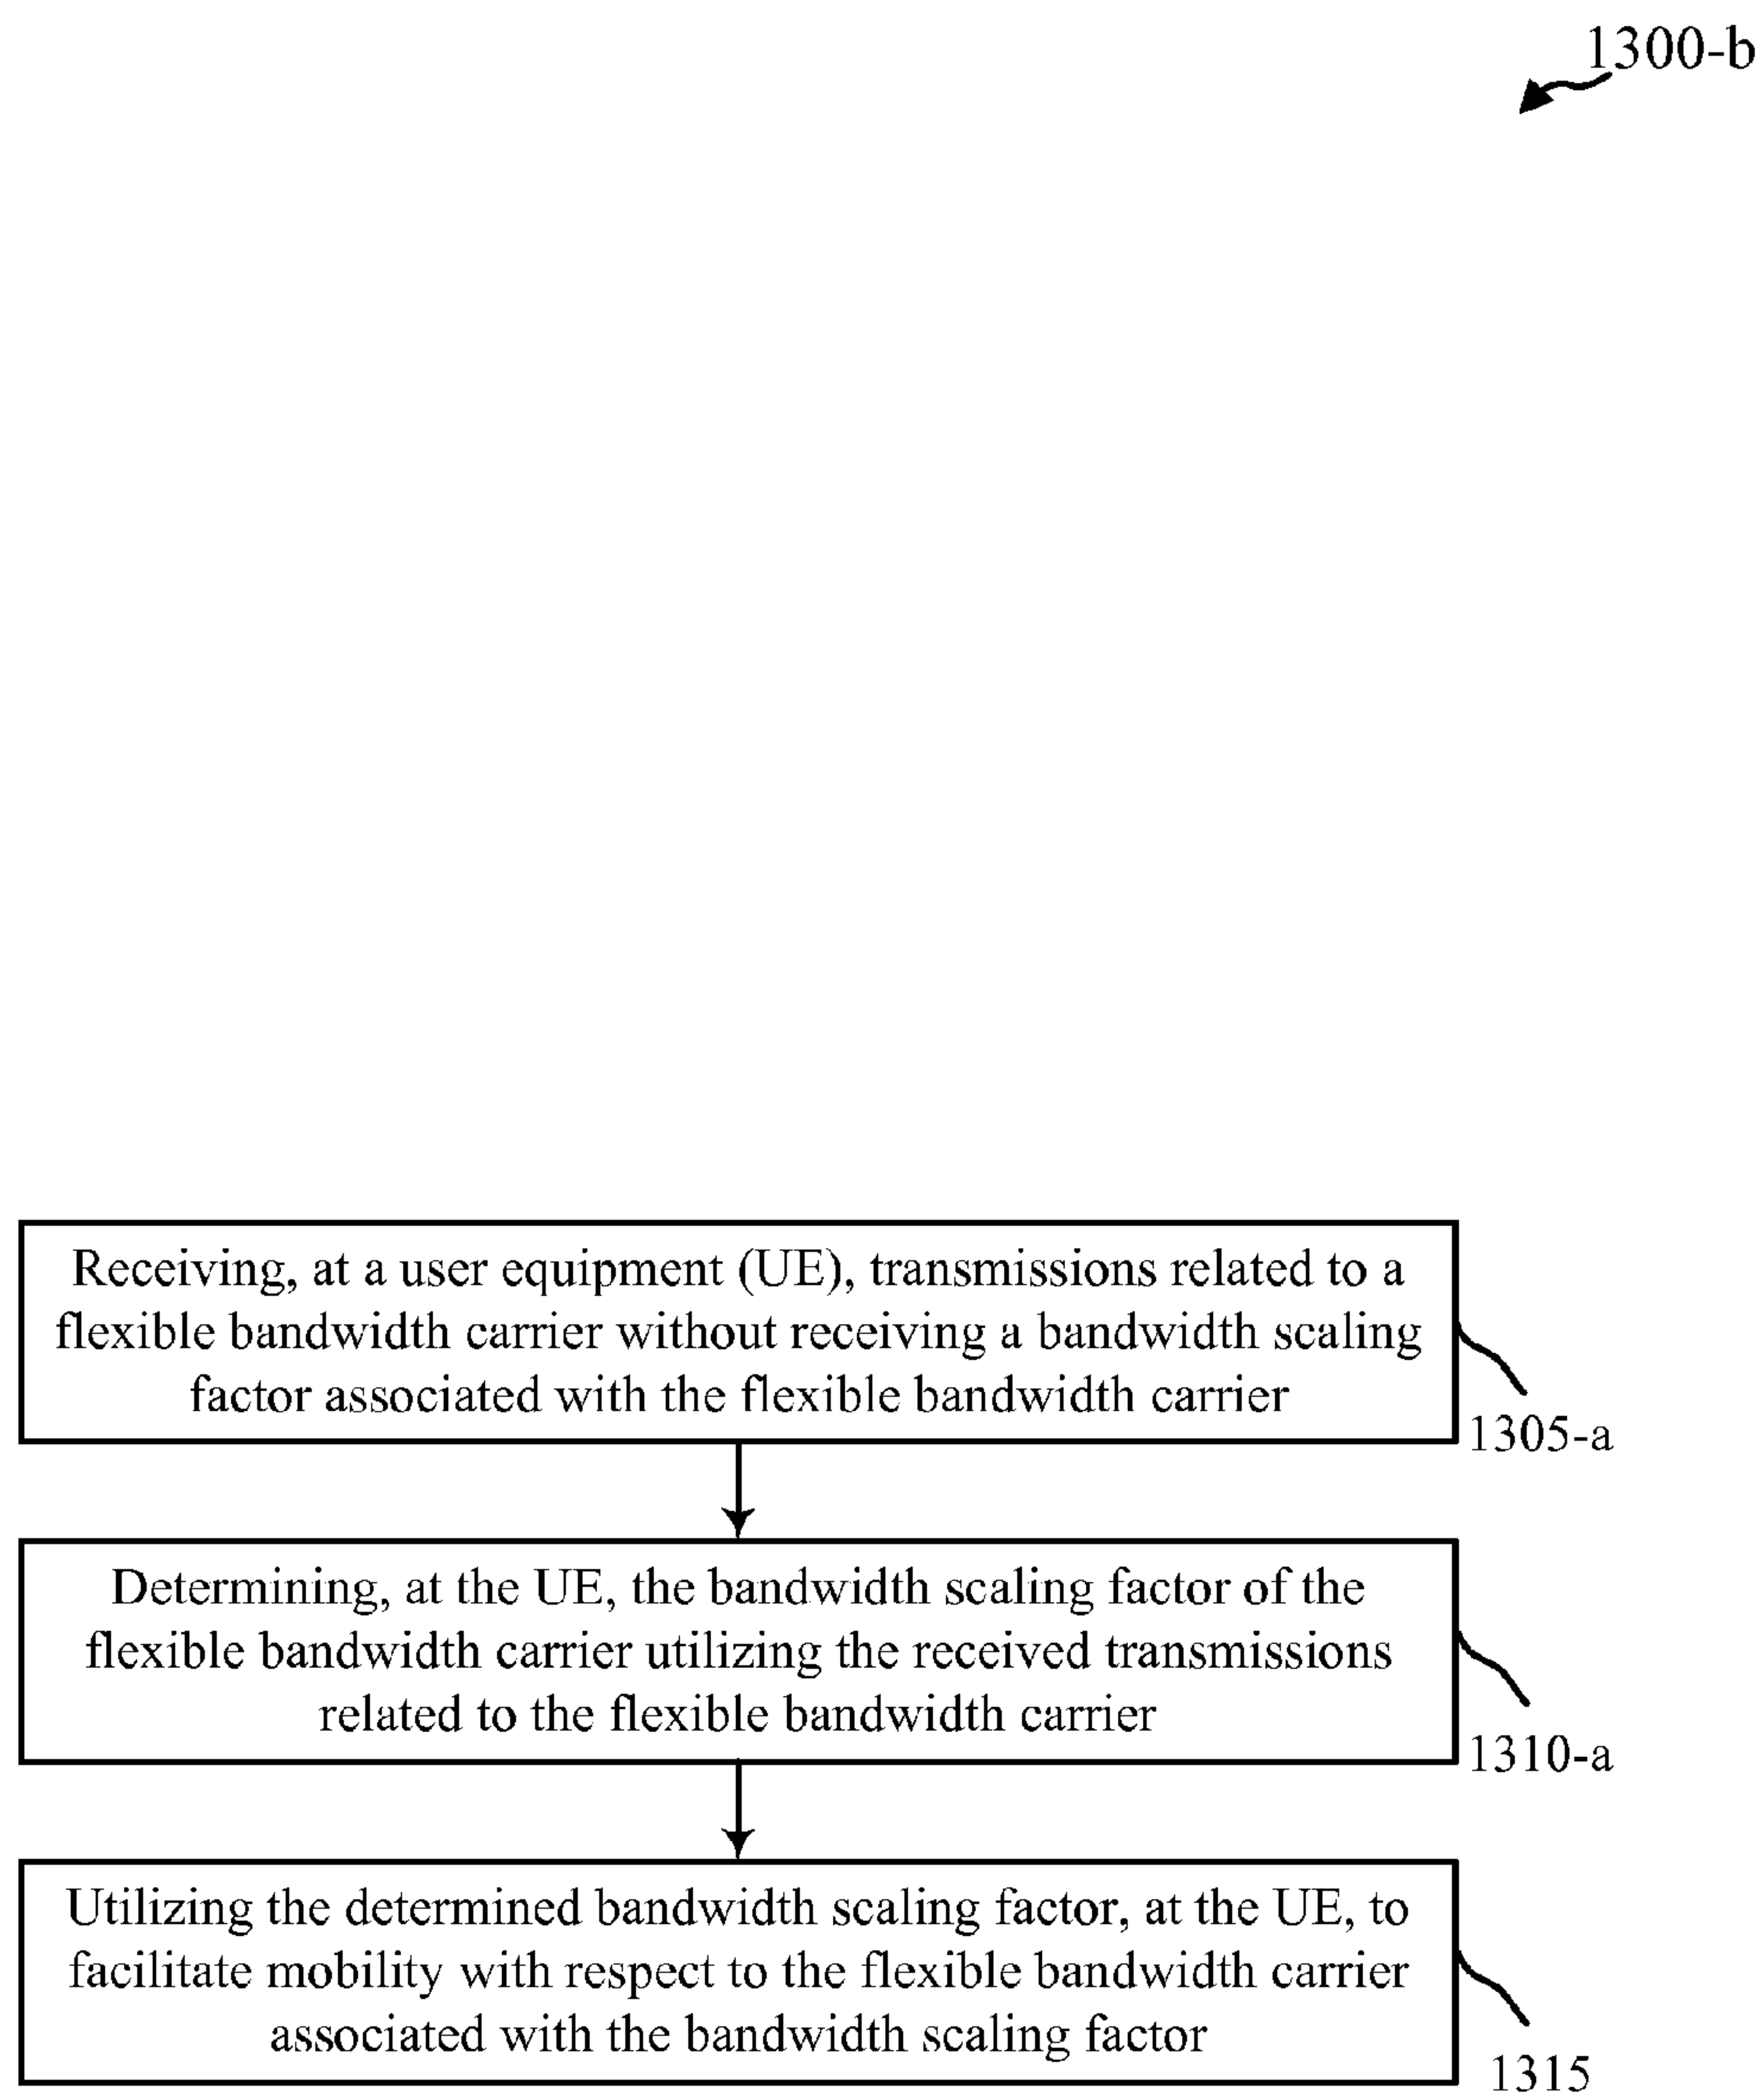 1300-b
Receiving, at a user equipment (UE), transmissions related to a
flexible bandwidth carrier without receiving a bandwidth scaling
factor associated with the flexible bandwidth carrier
1305-a
Determining, at the UE, the bandwidth scaling factor of the
flexible bandwidth carrier utilizing the received transmissions
related to the flexible bandwidth carrier
1310-a
Utilizing the determined bandwidth scaling factor, at the UE, to
facilitate mobility with respect to the flexible bandwidth carrier
associated with the bandwidth scaling factor
1315